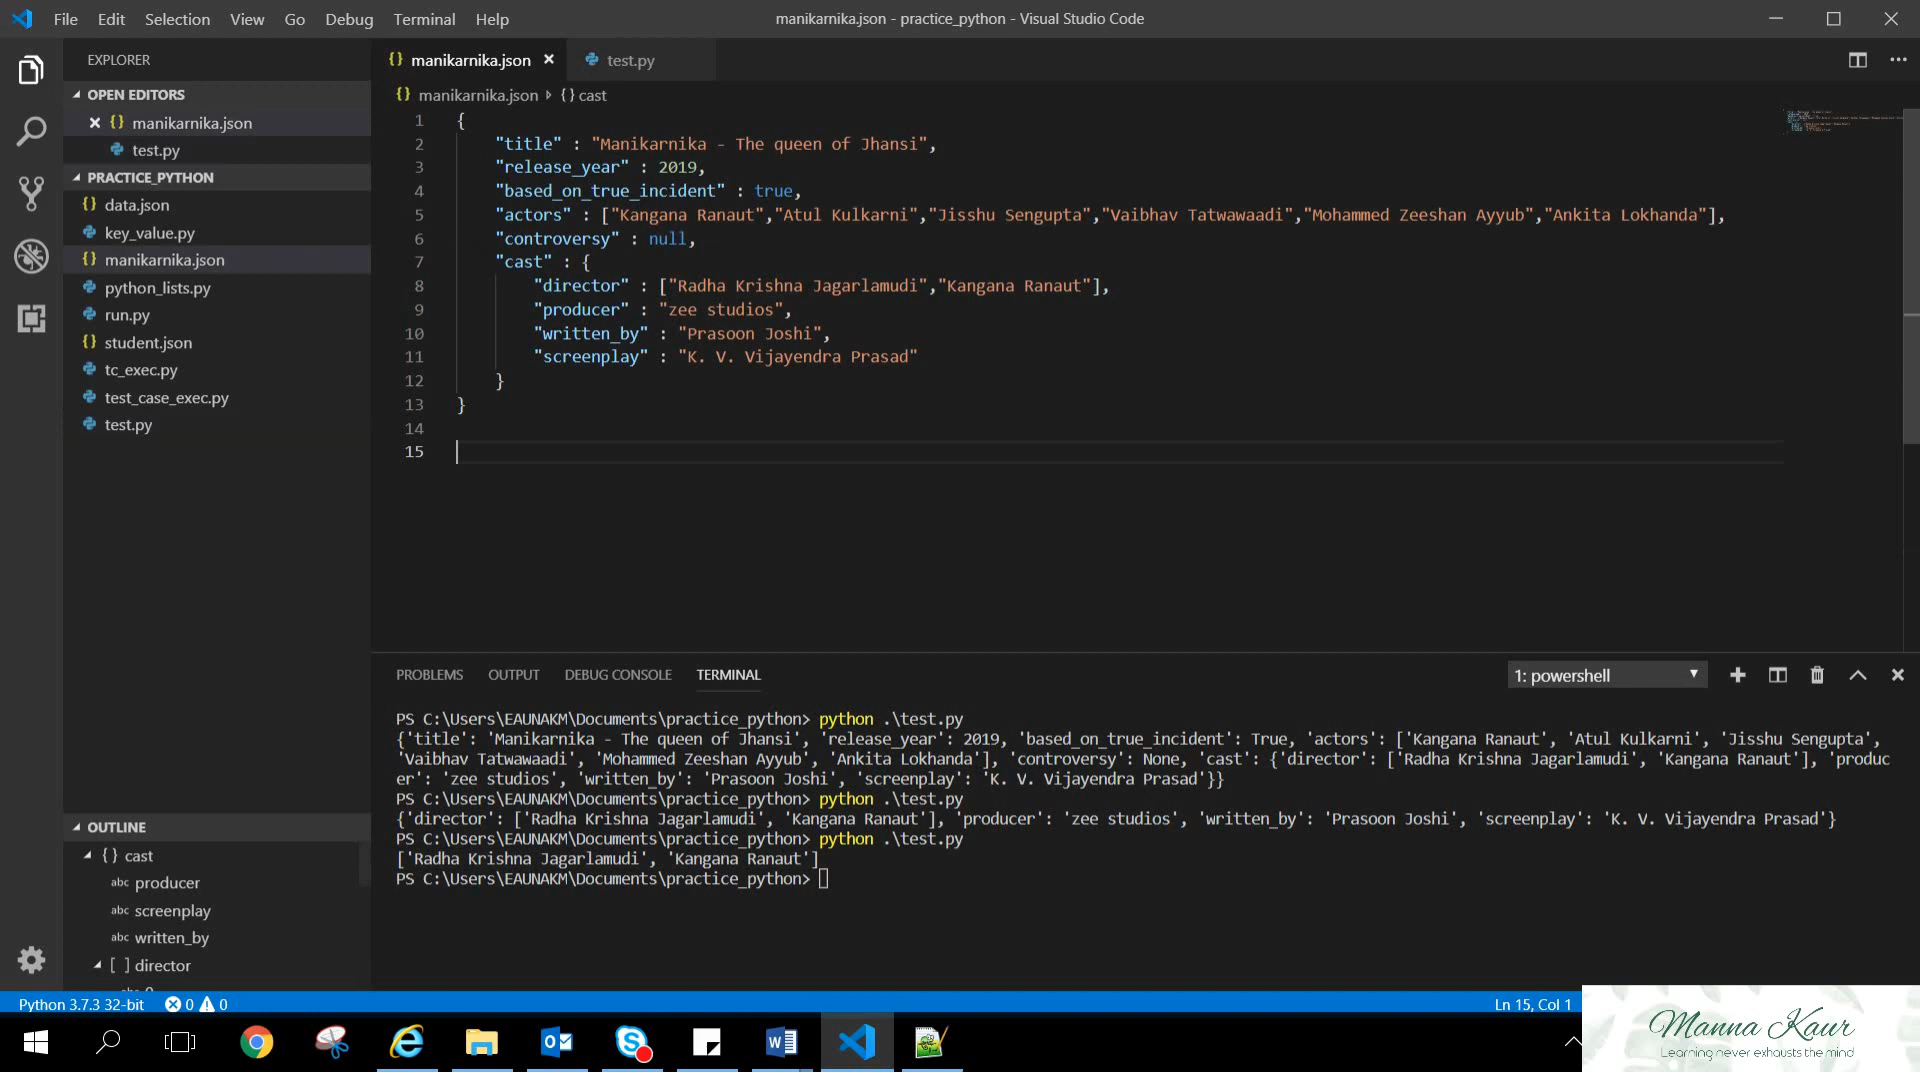 File Edit Selection View Go Debug Terminal Help
manikarnika.json - practice_python - Visual Studio Code
EXPLORER
OPEN EDITORS
manikarnika.json
test.py
PRACTICE_PYTHON
data.json
key_value.py
manikarnika.json
python_lists.py
run.py
student.json
tc_exec.py
test_case_exec.py
test.py
OUTLINE
{} cast
abc producer
abc screenplay
abc written_by
[ ] director
manikarnika.json
test.py
manikarnika.json {} cast
1 {
2 "title" : "Manikarnika - The queen of Jhansi",
3 "release_year" : 2019,
4 "based_on_true_incident" : true,
5 "actors" : ["Kangana Ranaut","Atul Kulkarni","Jisshu Sengupta","Vaibhav Tatwawaadi","Mohammed Zeeshan Ayyub","Ankita Lokhanda"],
6 "controversy" : null,
7 "cast" : {
8 "director" : ["Radha Krishna Jagarlamudi","Kangana Ranaut"],
9 "producer" : "zee studios",
10 "written_by" : "Prasoon Joshi",
11 "screenplay" : "K. V. Vijayendra Prasad"
12 }
13 }
14
15
PROBLEMS OUTPUT DEBUG CONSOLE TERMINAL
1: powershell
PS C:\Users\EAUNAKM\Documents\practice_python> python .\test.py
{'title': 'Manikarnika - The queen of Jhansi', 'release_year': 2019, 'based_on_true_incident': True, 'actors': ['Kangana Ranaut', 'Atul Kulkarni', 'Jisshu Sengupta',
'Vaibhav Tatwawaadi', 'Mohammed Zeeshan Ayyub', 'Ankita Lokhanda'], 'controversy': None, 'cast': {'director': ['Radha Krishna Jagarlamudi', 'Kangana Ranaut'], 'produc
er': 'zee studios', 'written_by': 'Prasoon Joshi', 'screenplay': 'K. V. Vijayendra Prasad'}}
PS C:\Users\EAUNAKM\Documents\practice_python> python .\test.py
{'director': ['Radha Krishna Jagarlamudi', 'Kangana Ranaut'], 'producer': 'zee studios', 'written_by': 'Prasoon Joshi', 'screenplay': 'K. V. Vijayendra Prasad'}
PS C:\Users\EAUNAKM\Documents\practice_python> python .\test.py
['Radha Krishna Jagarlamudi', 'Kangana Ranaut']
PS C:\Users\EAUNAKM\Documents\practice_python>
Python 3.7.3 32-bit 0 0
Ln 15, Col 1
Manna Kaur
Learning never exhausts the mind